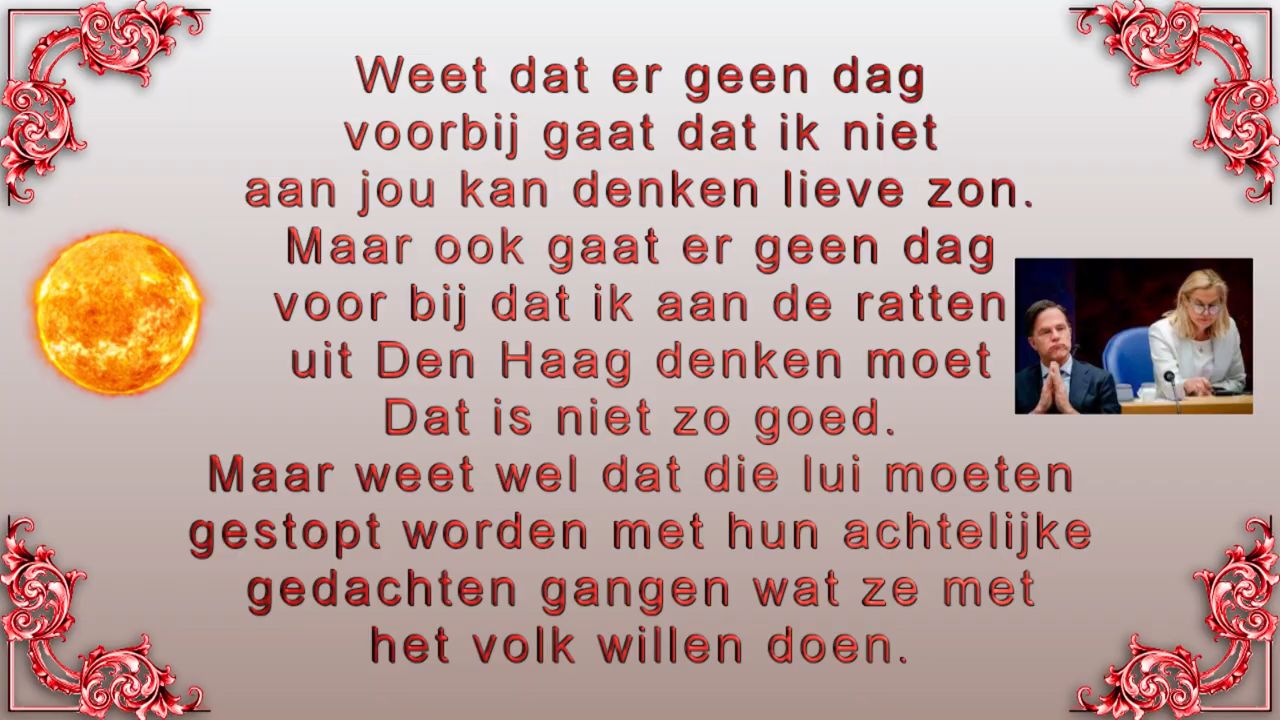 Weet dat er geen dag
voorbij gaat dat ik niet
aan jou kan denken lieve zon.
Maar ook gaat er geen dag
voor bij dat ik aan de ratten
uit Den Haag denken moet
Dat is niet zo goed.
Maar weet wel dat die lui moeten
gestopt worden met hun achtelijke
gedachten gangen wat ze met
het volk willen doen.